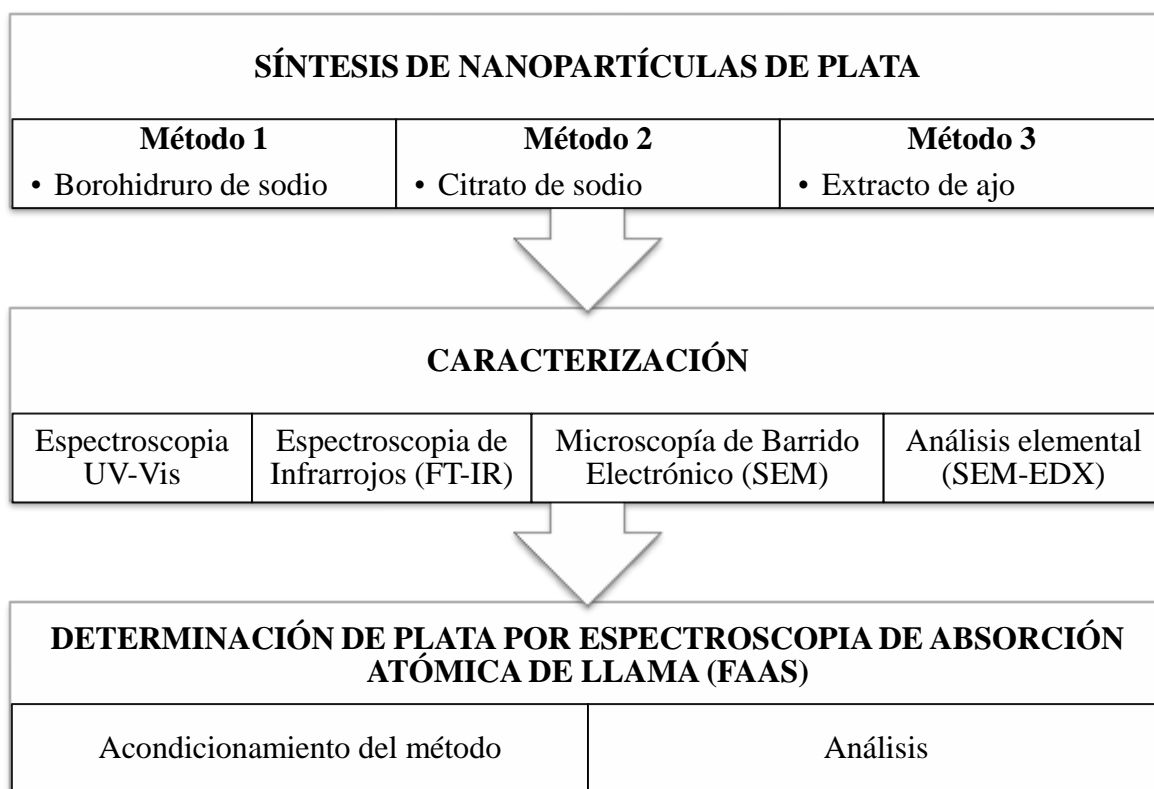 SÍNTESIS DE NANOPARTÍCULAS DE PLATA
Método 1
• Borohidruro de sodio
Método 2
• Citrato de sodio
Método 3
• Extracto de ajo
CARACTERIZACIÓN
Espectroscopia
UV-Vis
Espectroscopia de
Infrarrojos (FT-IR)
Microscopía de Barrido
Electrónico (SEM)
Análisis elemental
(SEM-EDX)
DETERMINACIÓN DE PLATA POR ESPECTROSCOPIA DE ABSORCIÓN
ATÓMICA DE LLAMA (FAAS)
Acondicionamiento del método
Análisis